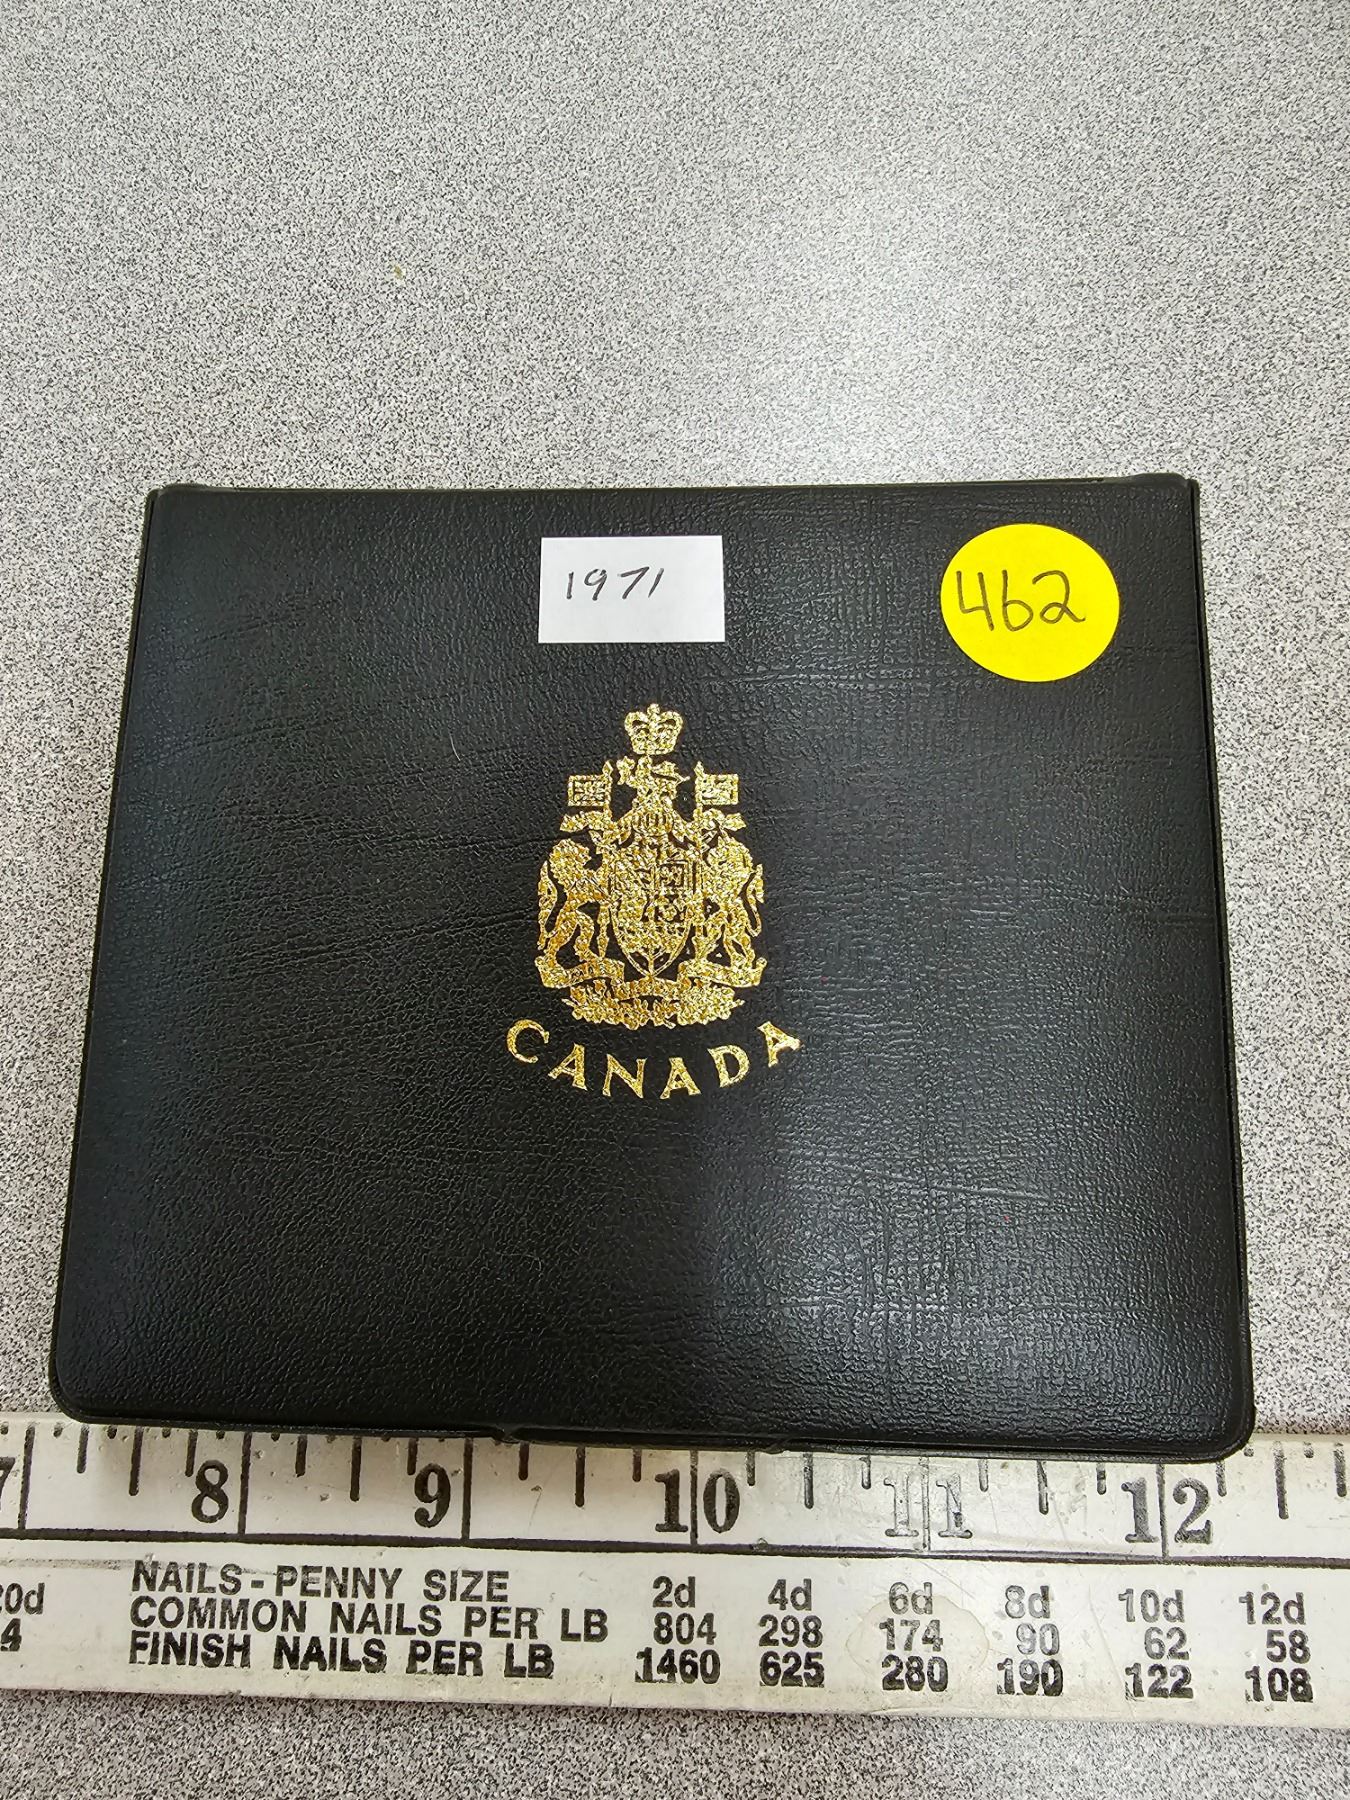 1971
462
CANADA
7 8 9 10 11 12
20d NAILS - PENNY SIZE 2d 4d 6d 8d 10d 12d
COMMON NAILS PER LB 804 298 174 90 62 58
FINISH NAILS PER LB 1460 625 280 190 122 108